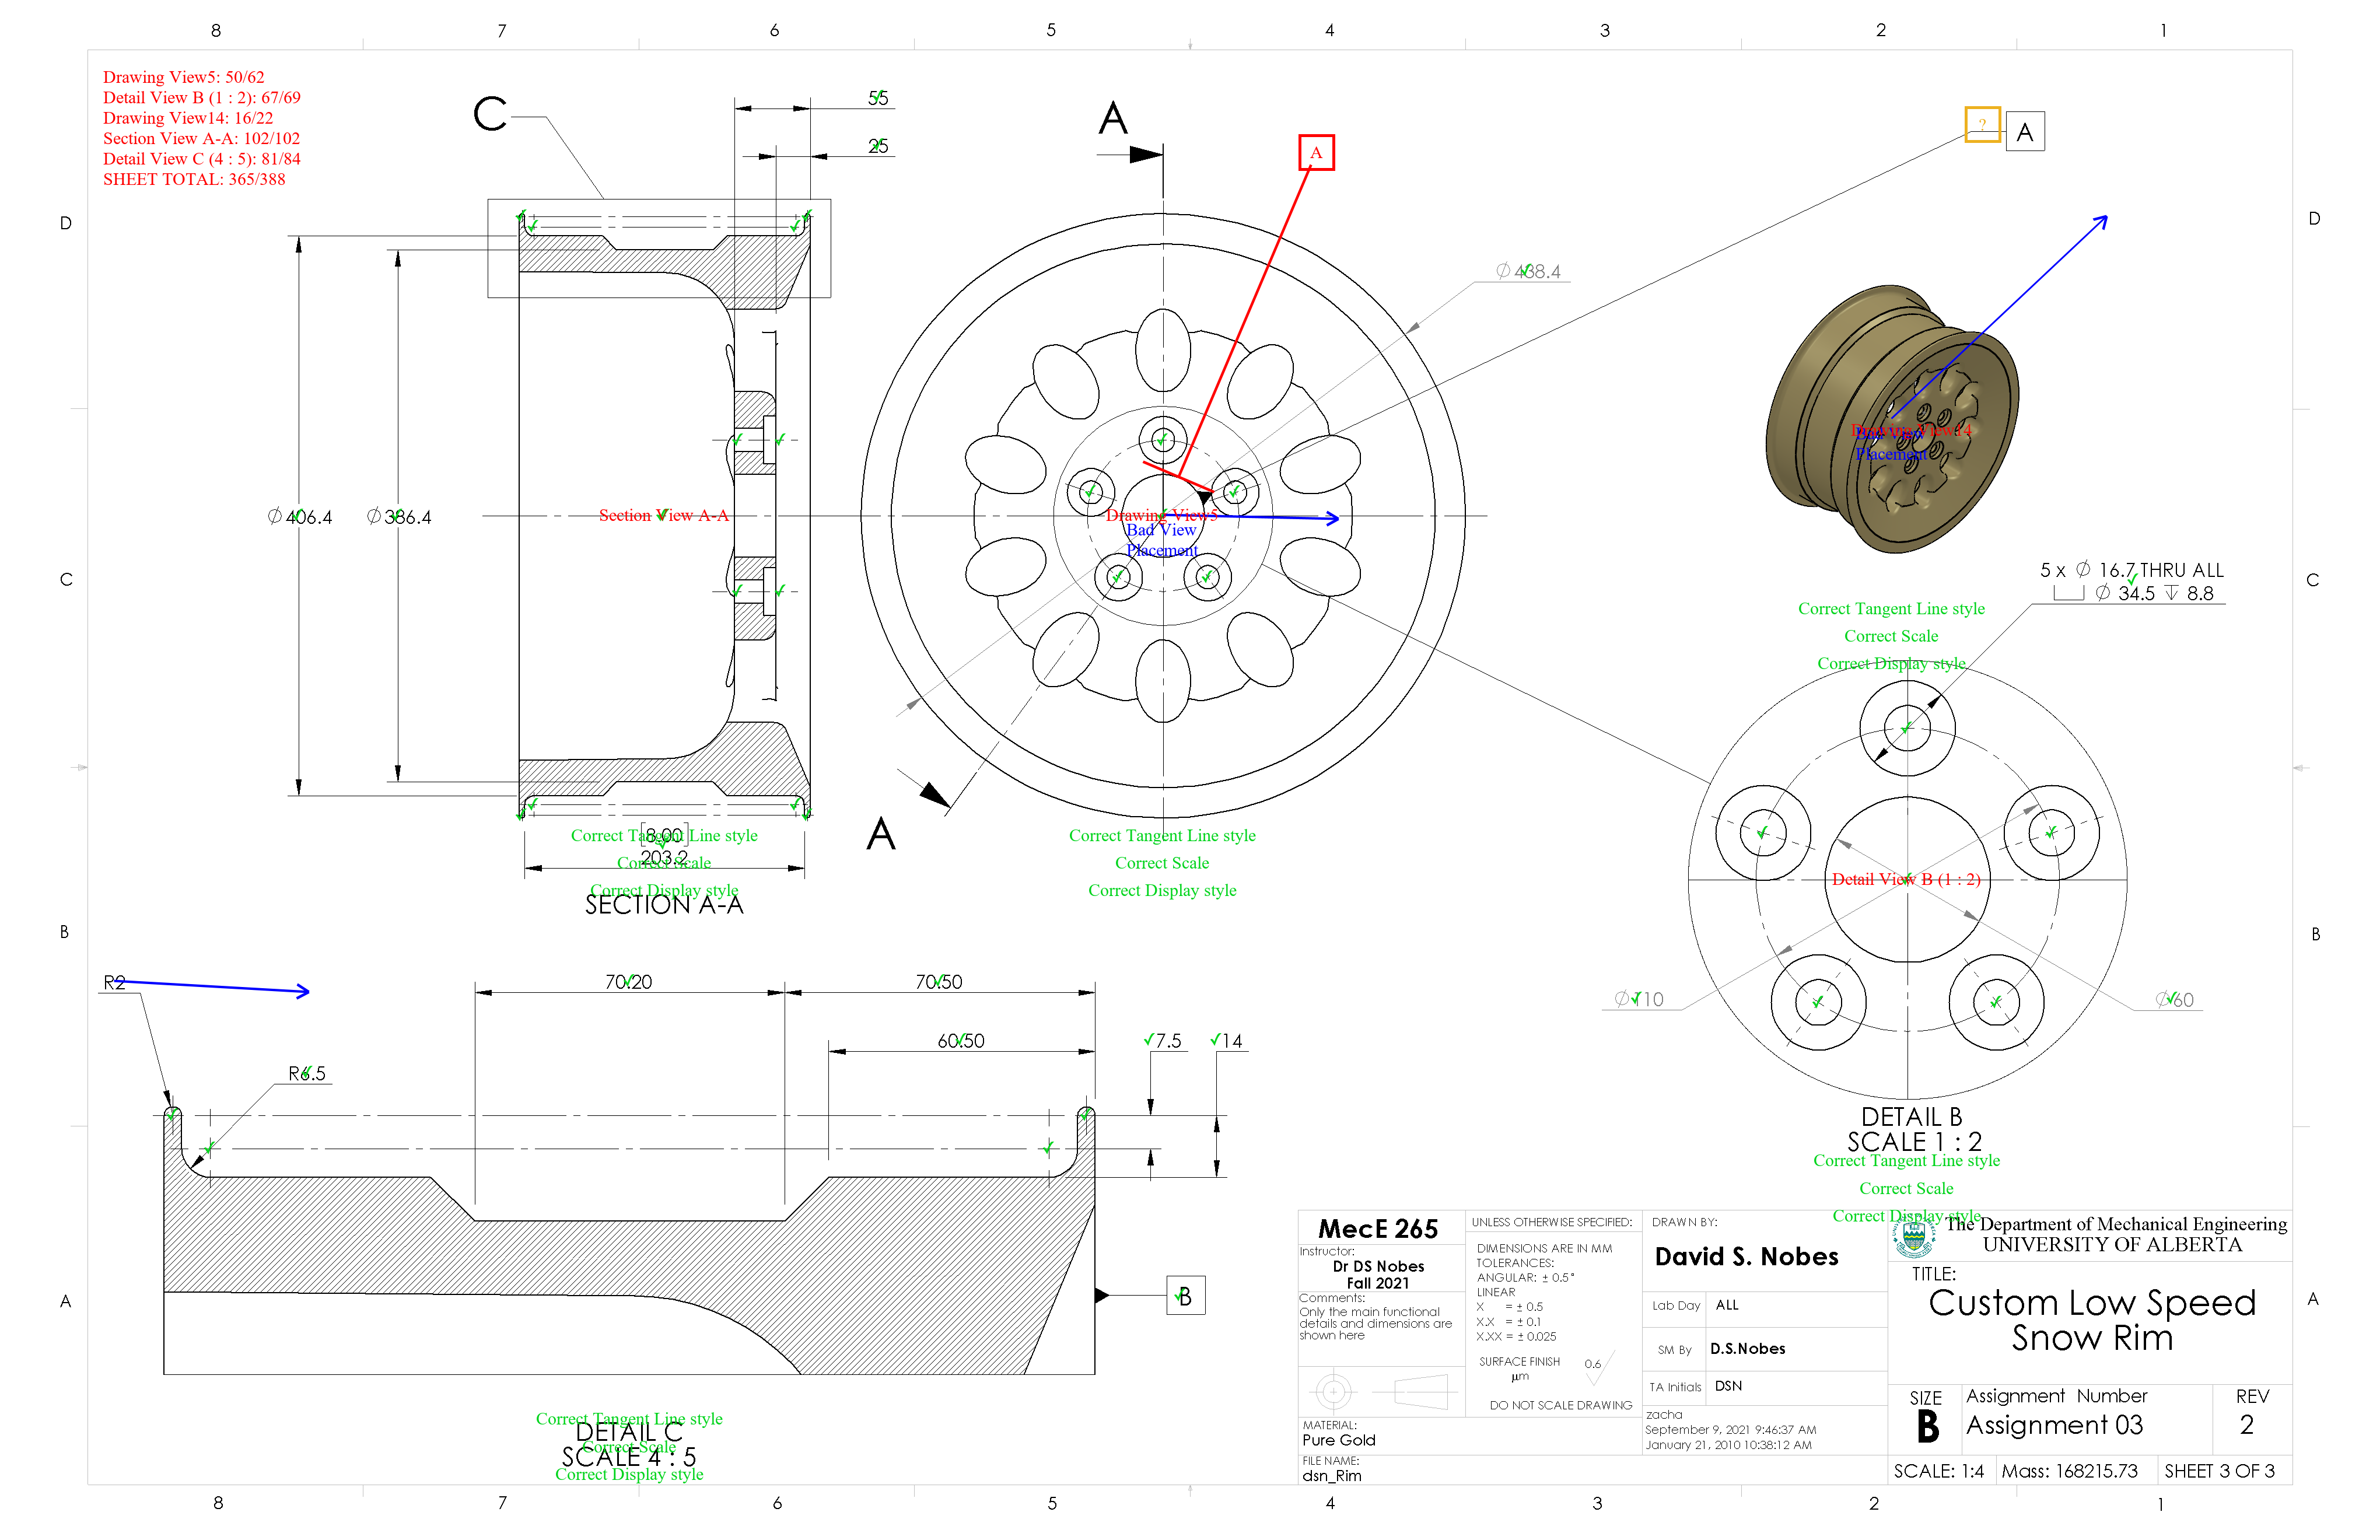 8 7 6 5 4 3 2 1
Drawing View5: 50/62
Detail View B (1 : 2): 67/69
Drawing View14: 16/22
Section View A-A: 102/102
Detail View C (4 : 5): 81/84
SHEET TOTAL: 365/388
C
55
25
A
A
?
A
D
D
∅ 438.4
∅ 406.4
∅ 386.4
Section View A-A
Drawing View5
Bad View
Placement
Drawing View14
Bad View
Placement
C
C
5 x ∅ 16.7 THRU ALL
⌴ ∅ 34.5 ↧ 8.8
Correct Tangent Line style
Correct Scale
Correct Display style
[8.00]
203.2
Correct Tangent Line style
Correct Scale
Correct Display style
SECTION A-A
A
Correct Tangent Line style
Correct Scale
Correct Display style
Detail View B (1 : 2)
B
B
∅110
∅60
R2
70.20
70.50
60.50
7.5
14
R6.5
DETAIL B
SCALE 1 : 2
Correct Tangent Line style
Correct Scale
Correct Display style
B
A
A
Correct Tangent Line style
DETAIL C
Correct Scale
SCALE 4 : 5
Correct Display style
MecE 265
Instructor:
Dr DS Nobes
Fall 2021
Comments:
Only the main functional
details and dimensions are
shown here
MATERIAL:
Pure Gold
FILE NAME:
dsn_Rim
UNLESS OTHERWISE SPECIFIED:
DIMENSIONS ARE IN MM
TOLERANCES:
ANGULAR: ± 0.5°
LINEAR
X = ± 0.5
X.X = ± 0.1
X.XX = ± 0.025
SURFACE FINISH 0.6
µm
DO NOT SCALE DRAWING
DRAWN BY:
David S. Nobes
Lab Day ALL
SM By D.S.Nobes
TA Initials DSN
zacha
September 9, 2021 9:46:37 AM
January 21, 2010 10:38:12 AM
The Department of Mechanical Engineering
UNIVERSITY OF ALBERTA
TITLE:
Custom Low Speed
Snow Rim
SIZE
B
Assignment Number
Assignment 03
REV
2
SCALE: 1:4 Mass: 168215.73 SHEET 3 OF 3
8 7 6 5 4 3 2 1